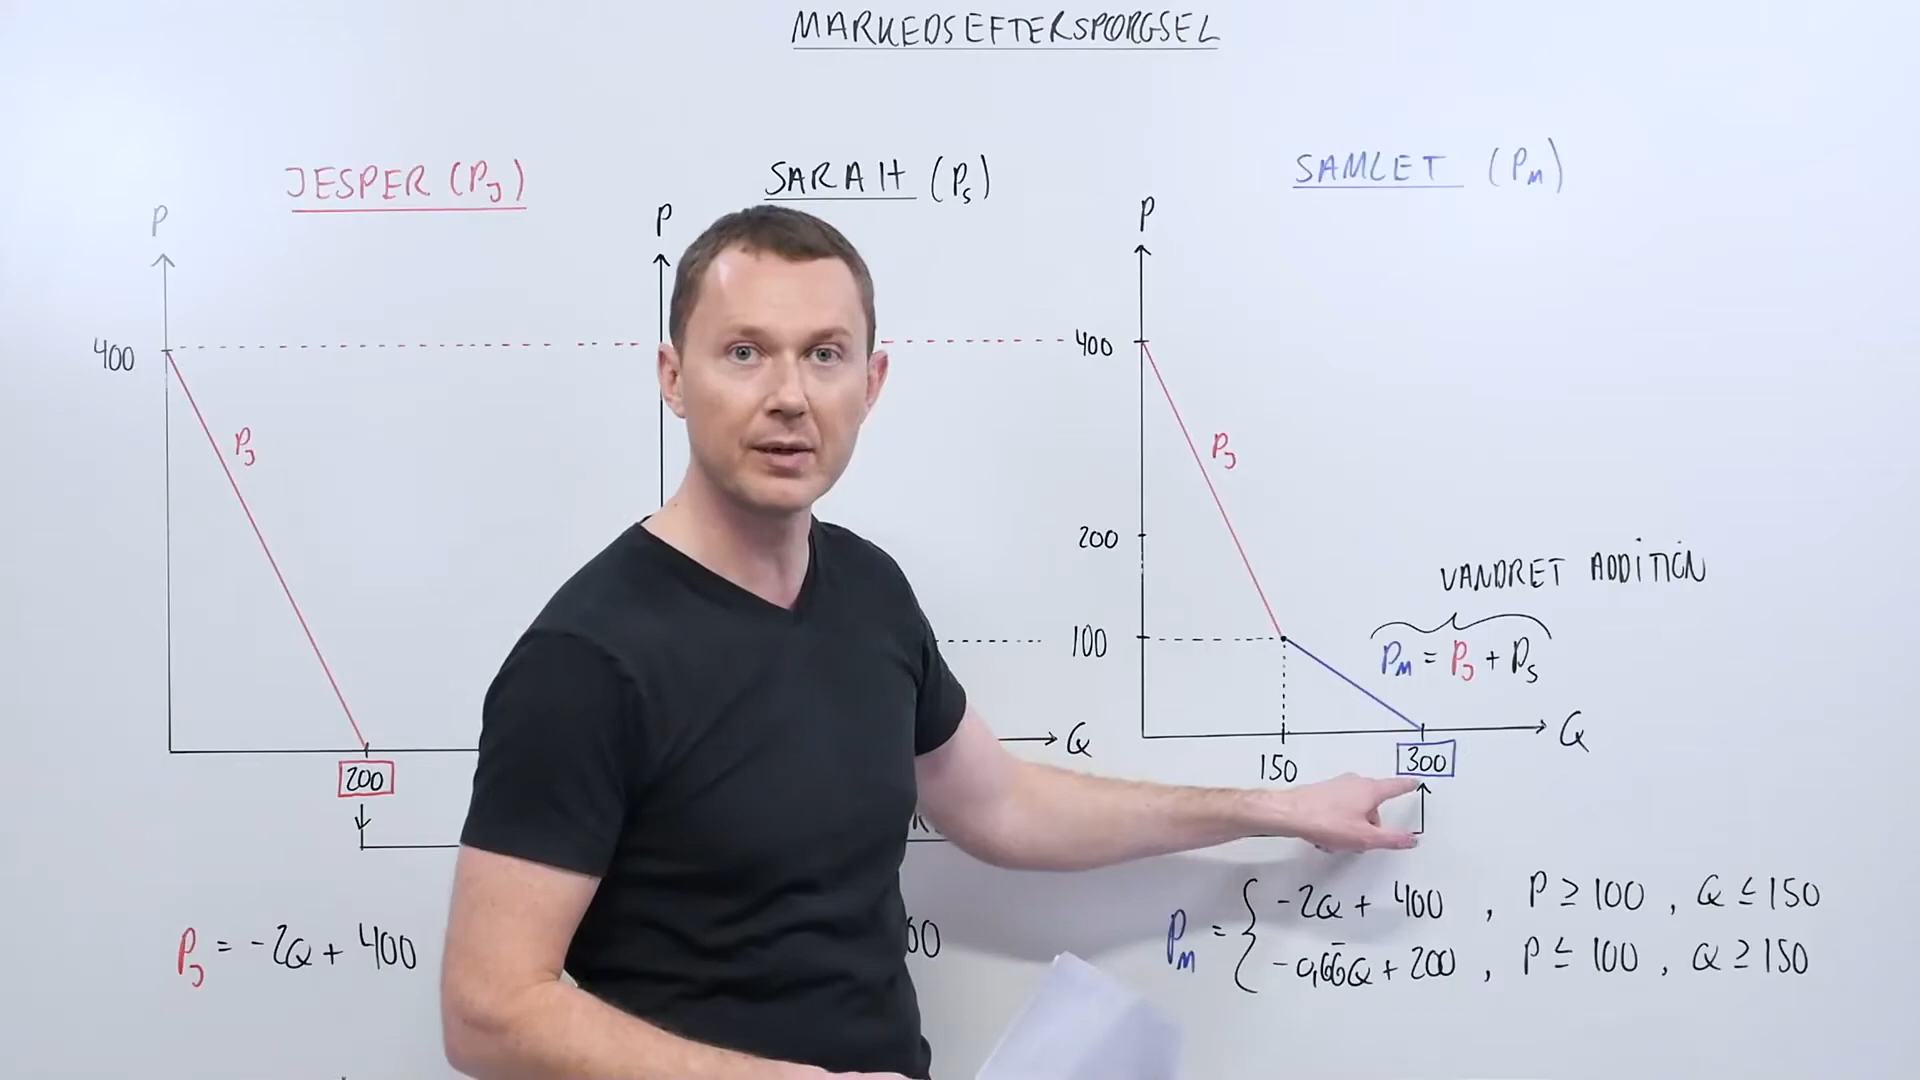 MARKEDSEFTERSPØRGSEL
JESPER (PJ)
SARAH (PS)
SAMLET (PM)
P
P
P
400
400
PJ
PJ
200
100
VANDRET ADDITION
PM = PJ + PS
Q
Q
200
150
300
PJ = -2Q + 400
PM = { -2Q + 400 , P ≥ 100 , Q ≤ 150
-0,66Q + 200 , P ≤ 100 , Q ≥ 150